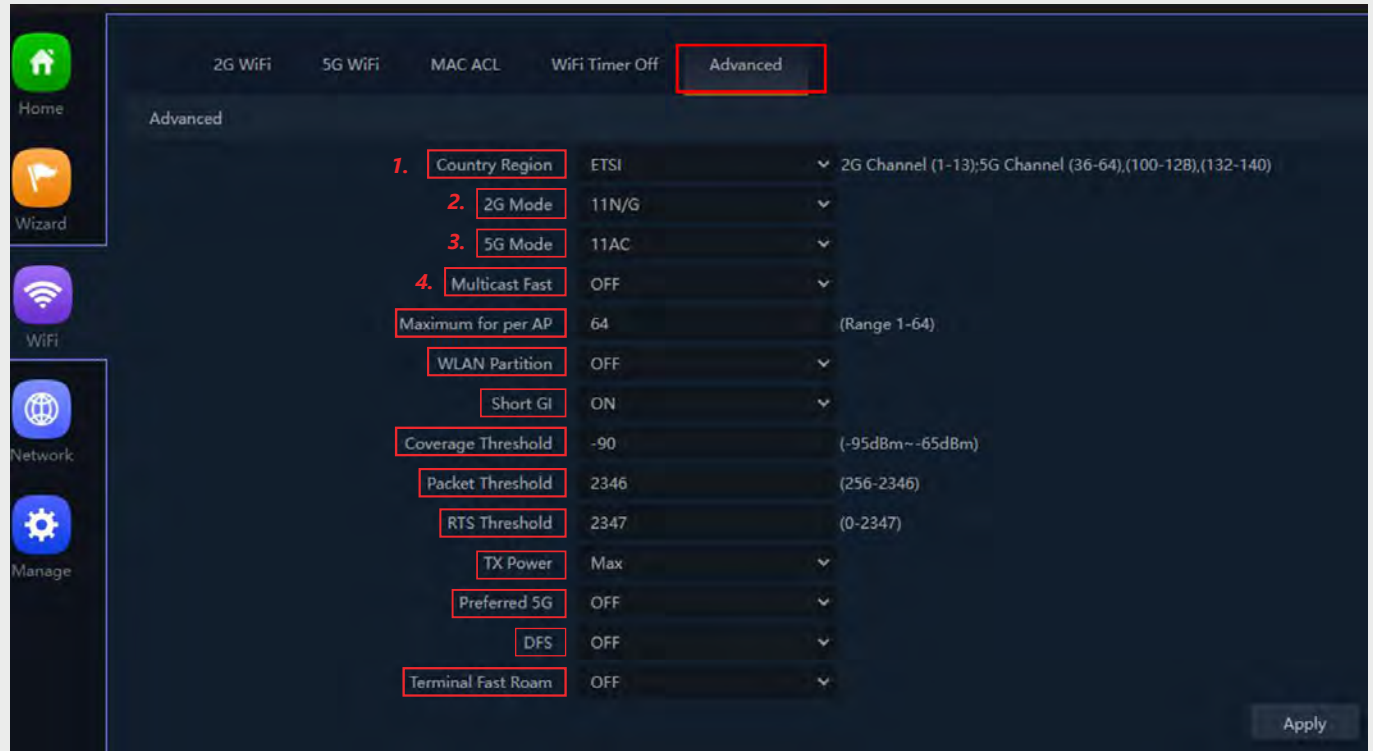 2G WiFi 5G WiFi MAC ACL WiFi Timer Off Advanced
Home
Advanced
1. Country Region ETSI 2G Channel (1-13);5G Channel (36-64),(100-128),(132-140)
2. 2G Mode 11N/G
Wizard
3. 5G Mode 11AC
4. Multicast Fast OFF
Maximum for per AP 64 (Range 1-64)
WiFi
WLAN Partition OFF
Short GI ON
Coverage Threshold -90 (-95dBm~-65dBm)
Network
Packet Threshold 2346 (256-2346)
RTS Threshold 2347 (0-2347)
TX Power Max
Manage
Preferred 5G OFF
DFS OFF
Terminal Fast Roam OFF
Apply